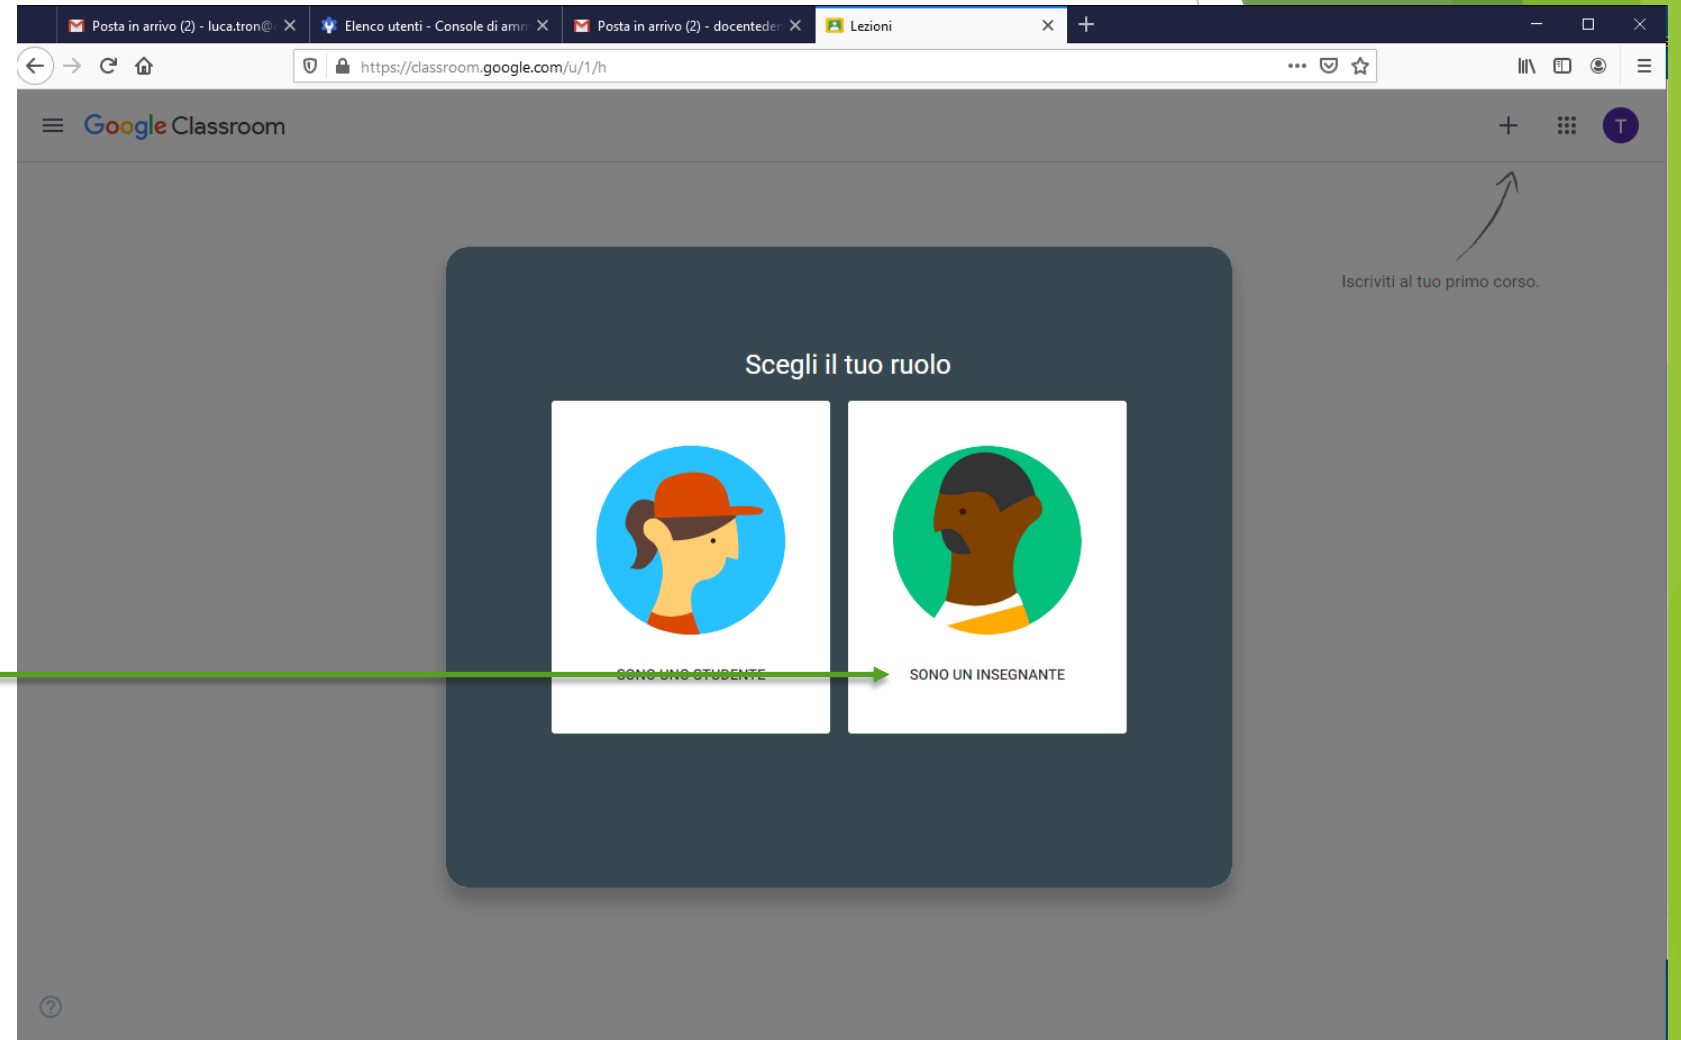 Posta in arrivo (2) - luca.tron@
Elenco utenti - Console di amm
Posta in arrivo (2) - docenteden
Lezioni
https://classroom.google.com/u/1/h
Google Classroom
T
Iscriviti al tuo primo corso.
Scegli il tuo ruolo
SONO UNO STUDENTE
SONO UN INSEGNANTE